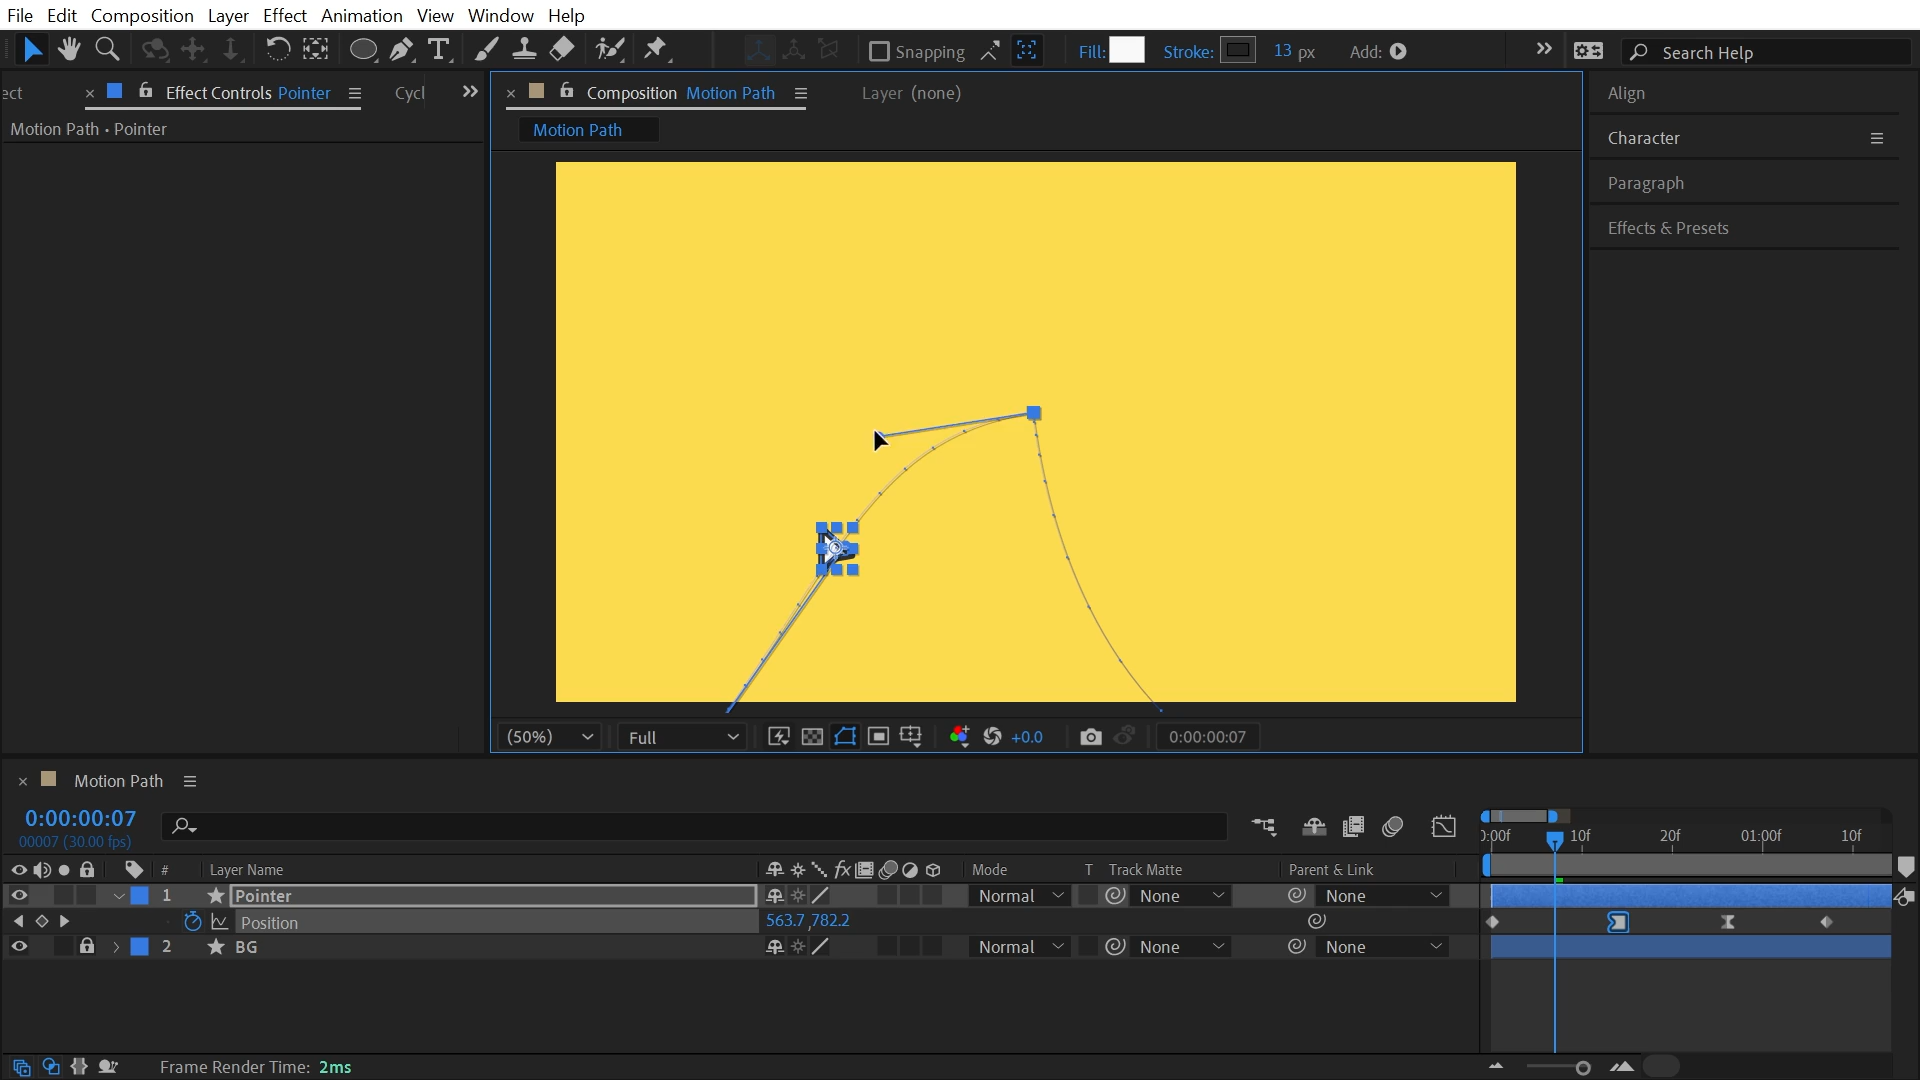 File Edit Composition Layer Effect Animation View Window Help
Snapping Fill: Stroke: 13 px Add: Search Help
ect Effect Controls Pointer Cycl
Composition Motion Path Layer (none)
Align
Motion Path • Pointer
Motion Path
Character
Paragraph
Effects & Presets
(50%) Full +0.0 0:00:00:07
Motion Path
0:00:00:07
00007 (30.00 fps)
):00f 10f 20f 01:00f 10f
# Layer Name Mode T Track Matte Parent & Link
1 Pointer Normal None None
Position 563.7,782.2
2 BG Normal None None
Frame Render Time: 2ms